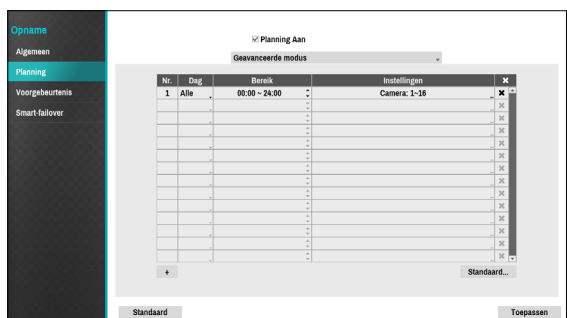 Opname
Algemeen
Planning
Voorgebeurtenis
Smart-failover
Planning Aan
Geavanceerde modus
Nr. Dag Bereik Instellingen
1 Alle 00:00 ~ 24:00 Camera: 1~16
+ Standaard...
Standaard Toepassen